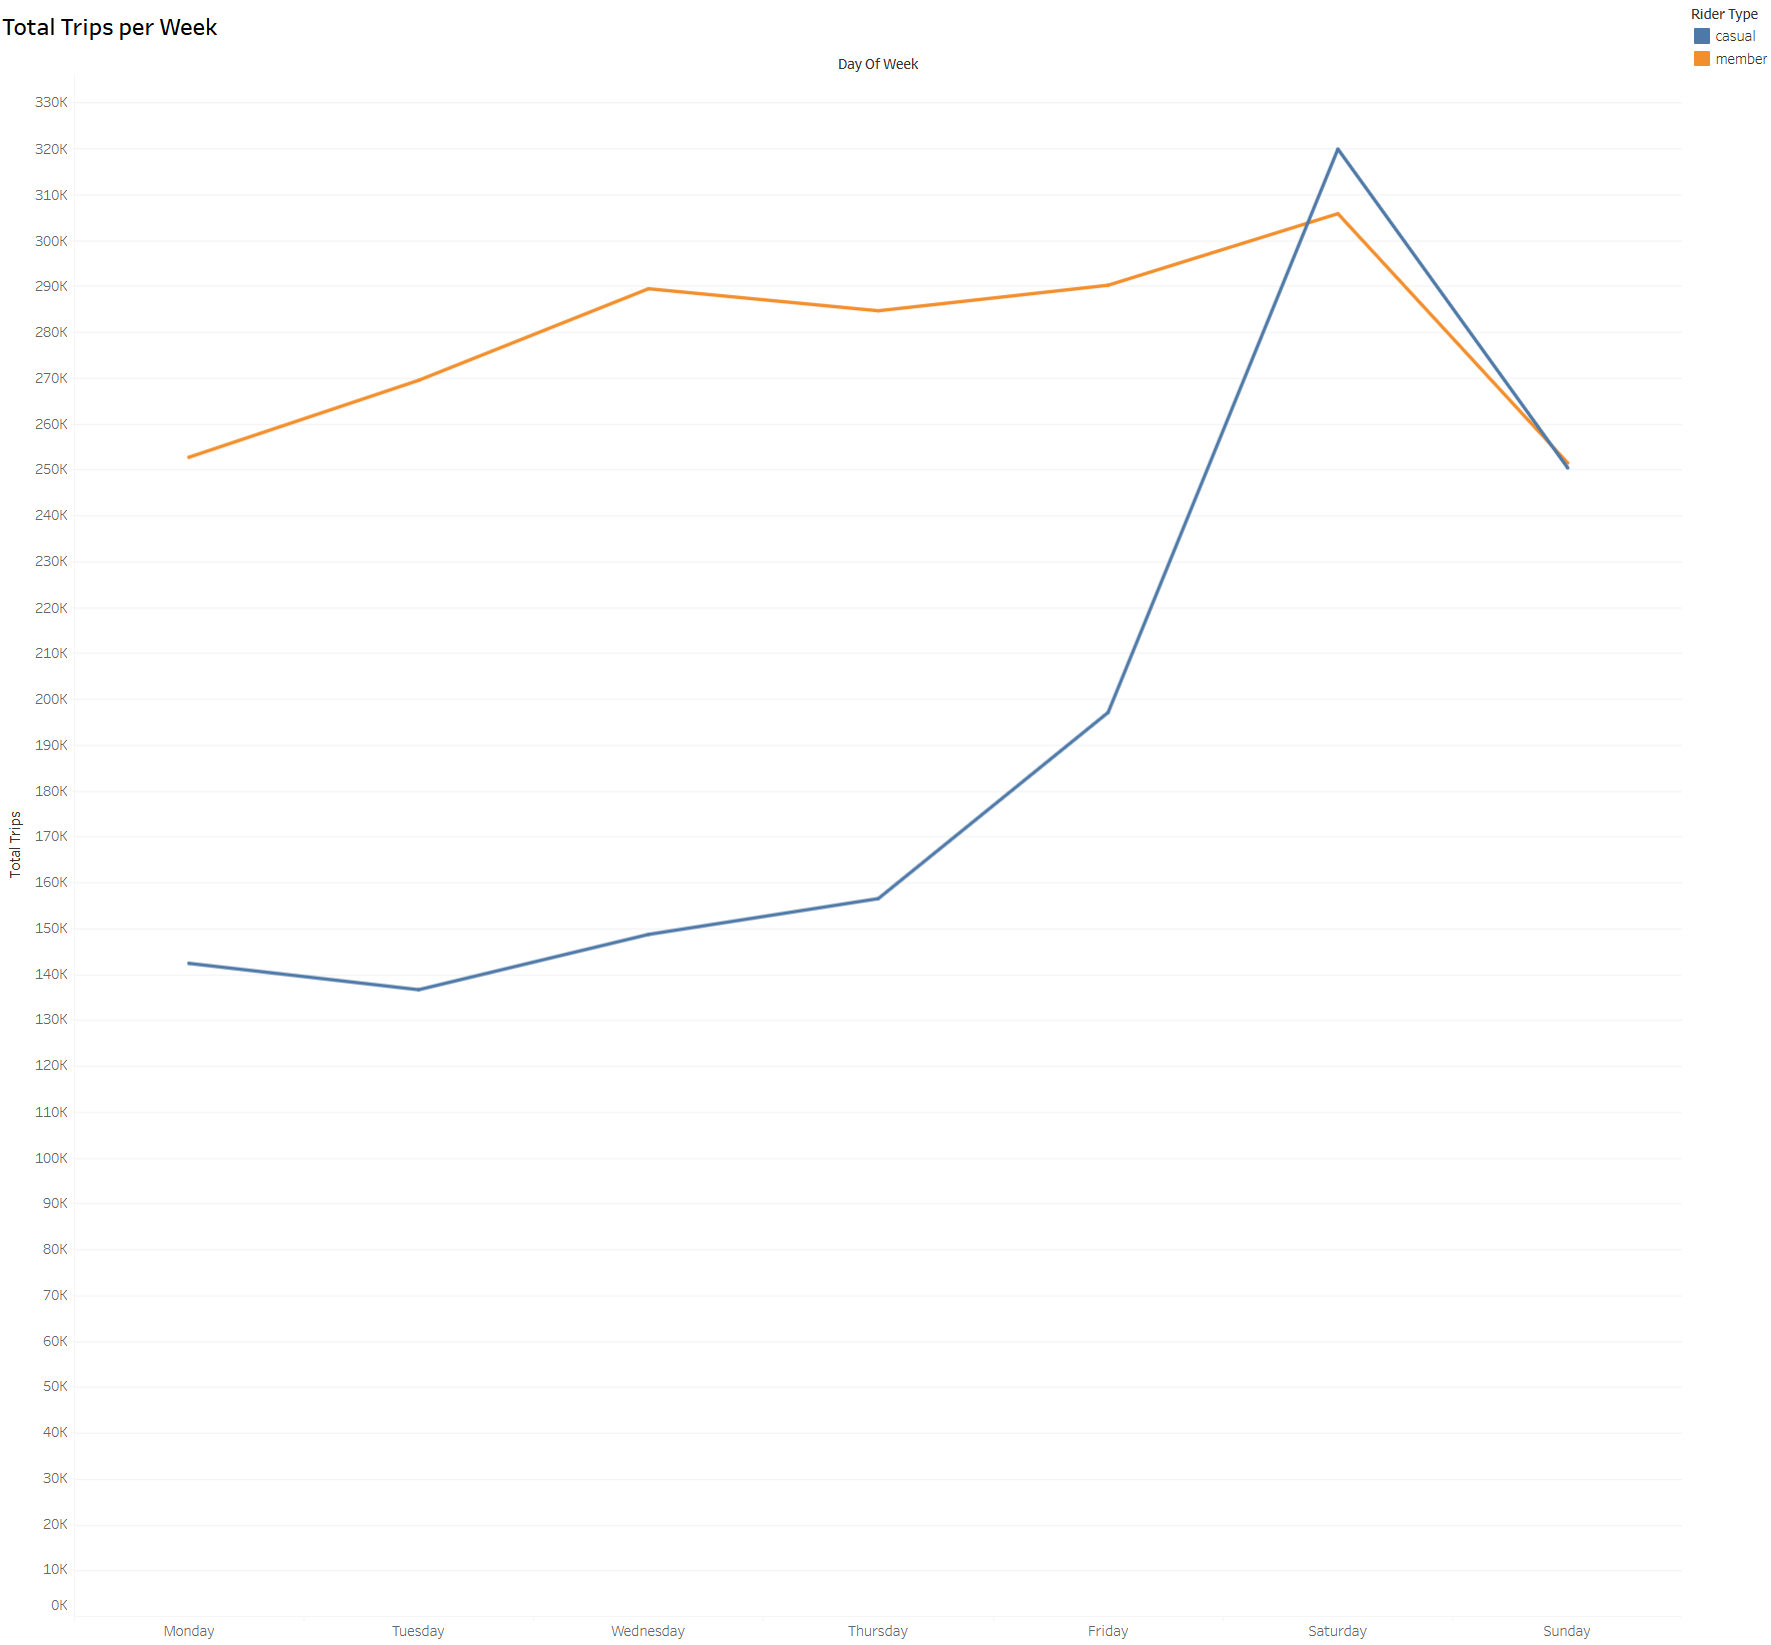 Total Trips per Week
Rider Type
casual
member
Day Of Week
330K
320K
310K
300K
290K
280K
270K
260K
250K
240K
230K
220K
210K
200K
190K
180K
170K
160K
150K
140K
130K
120K
110K
100K
90K
80K
70K
60K
50K
40K
30K
20K
10K
0K
Total Trips
Monday Tuesday Wednesday Thursday Friday Saturday Sunday